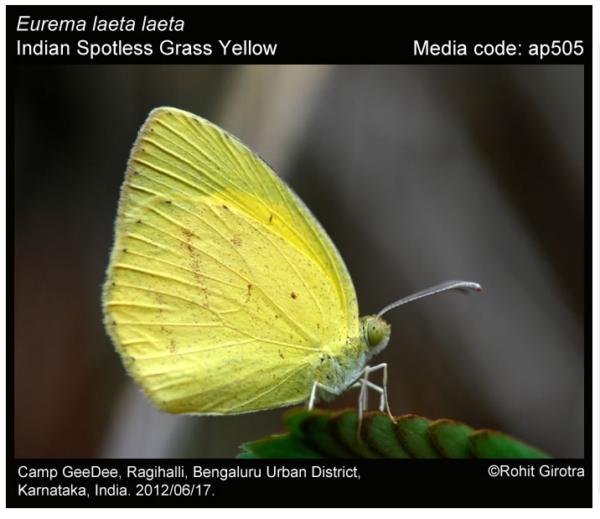 Eurema laeta laeta
Indian Spotless Grass Yellow Media code: ap505
Camp GeeDee, Ragihalli, Bengaluru Urban District, ©Rohit Girotra
Karnataka, India. 2012/06/17.